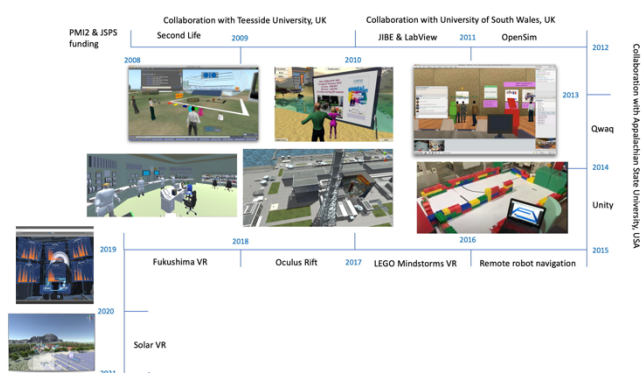 Collaboration with Teesside University, UK
Collaboration with University of South Wales, UK
PMI2 & JSPS
funding
Second Life
JIBE & LabView
OpenSim
2008
2009
2010
2011
2012
2013
Qwaq
2014
Unity
Collaboration with Appalachian State University, USA
2019
2018
2017
2016
2015
Fukushima VR
Oculus Rift
LEGO Mindstorms VR
Remote robot navigation
2020
Solar VR
2021